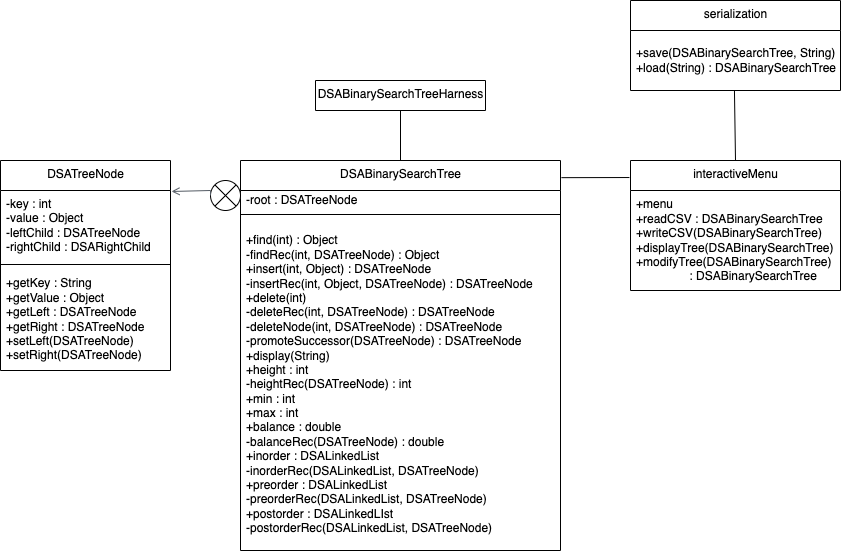 serialization
+save(DSABinarySearchTree, String)
+load(String) : DSABinarySearchTree
DSABinarySearchTreeHarness
DSATreeNode
-key : int
-value : Object
-leftChild : DSATreeNode
-rightChild : DSARightChild
+getKey : String
+getValue : Object
+getLeft : DSATreeNode
+getRight : DSATreeNode
+setLeft(DSATreeNode)
+setRight(DSATreeNode)
DSABinarySearchTree
-root : DSATreeNode
+find(int) : Object
-findRec(int, DSATreeNode) : Object
+insert(int, Object) : DSATreeNode
-insertRec(int, Object, DSATreeNode) : DSATreeNode
+delete(int)
-deleteRec(int, DSATreeNode) : DSATreeNode
-deleteNode(int, DSATreeNode) : DSATreeNode
-promoteSuccessor(DSATreeNode) : DSATreeNode
+display(String)
+height : int
-heightRec(DSATreeNode) : int
+min : int
+max : int
+balance : double
-balanceRec(DSATreeNode) : double
+inorder : DSALinkedList
-inorderRec(DSALinkedList, DSATreeNode)
+preorder : DSALinkedList
-preorderRec(DSALinkedList, DSATreeNode)
+postorder : DSALinkedLIst
-postorderRec(DSALinkedList, DSATreeNode)
interactiveMenu
+menu
+readCSV : DSABinarySearchTree
+writeCSV(DSABinarySearchTree)
+displayTree(DSABinarySearchTree)
+modifyTree(DSABinarySearchTree)
: DSABinarySearchTree